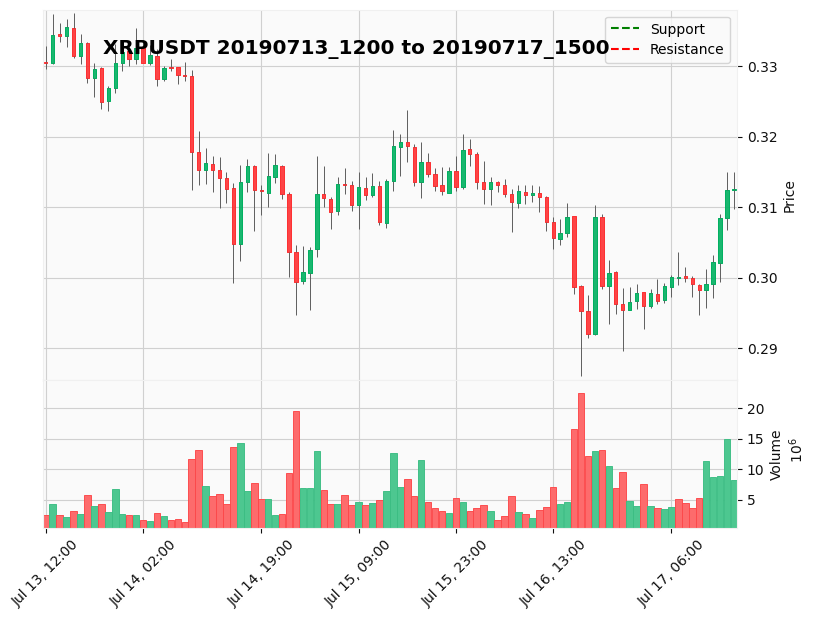 XRPUSDT 20190713_1200 to 20190717_1500
Support
Resistance
0.33
0.32
0.31
0.30
0.29
Price
20
15
10
5
Volume
10^6
Jul 13, 12:00
Jul 14, 02:00
Jul 14, 19:00
Jul 15, 09:00
Jul 15, 23:00
Jul 16, 13:00
Jul 17, 06:00